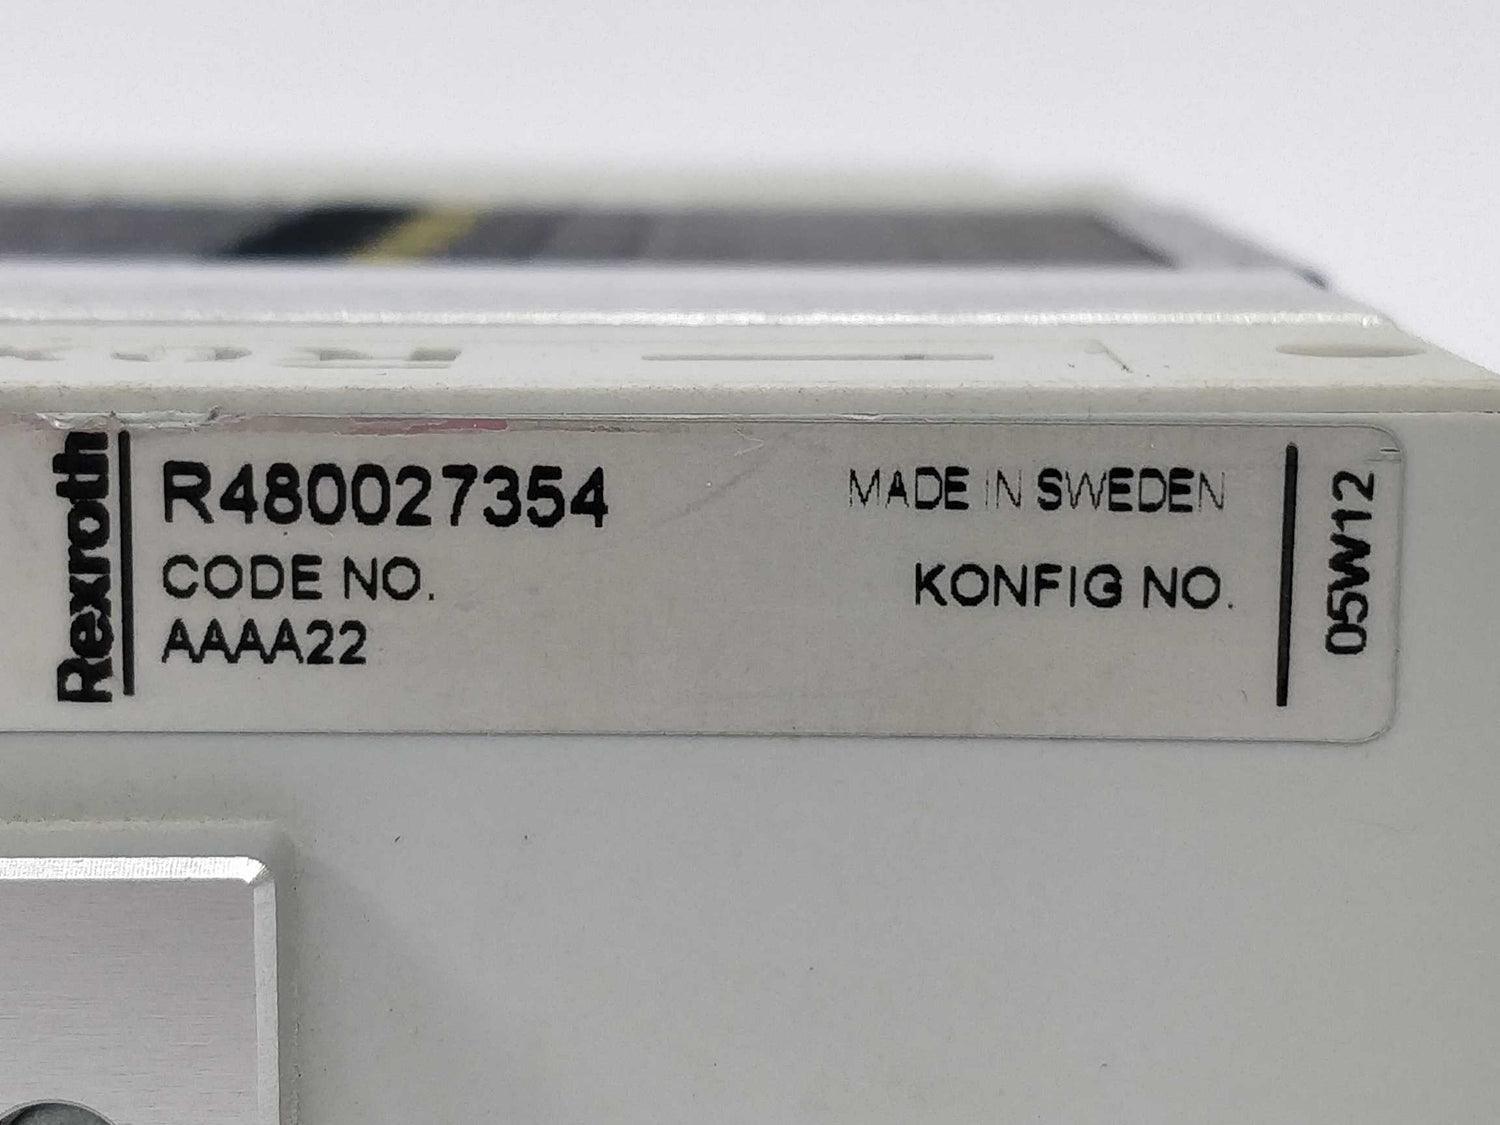 Rexroth
R480027354
CODE NO.
AAAA22
MADE IN SWEDEN
KONFIG NO.
05W12